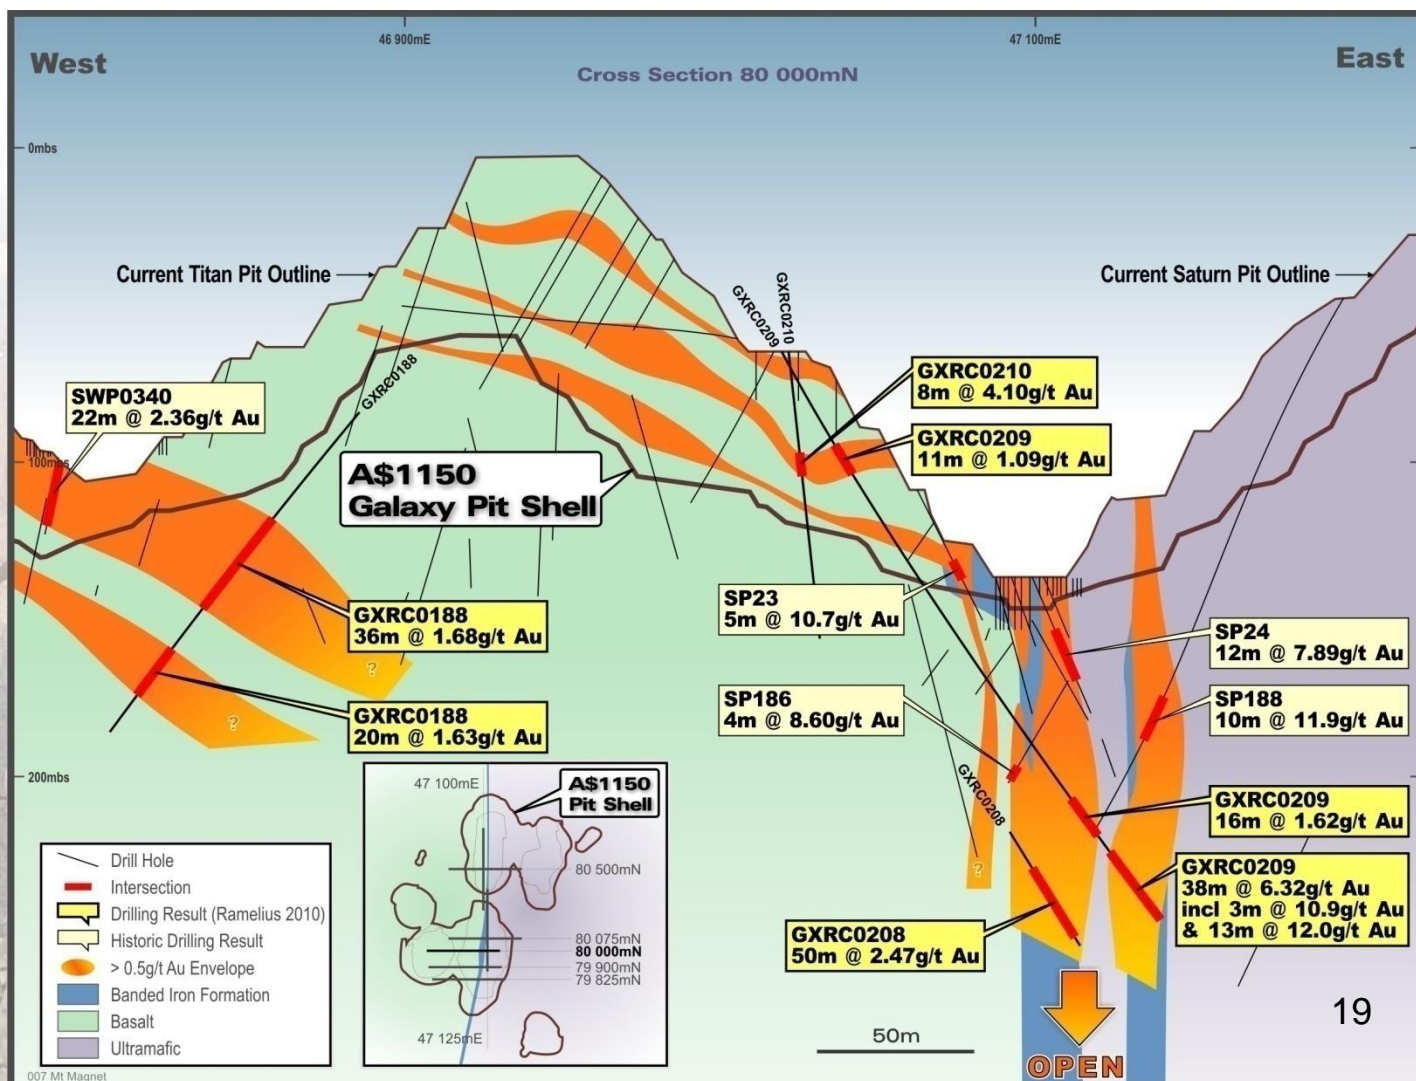 46 900mE
47 100mE
West
East
Cross Section 80 000mN
0mbs
Current Titan Pit Outline
Current Saturn Pit Outline
GXRC0209
GXRC0210
GXRC0188
GXRC0210
8m @ 4.10g/t Au
SWP0340
22m @ 2.36g/t Au
GXRC0209
11m @ 1.09g/t Au
100mbs
A$1150
Galaxy Pit Shell
SP23
5m @ 10.7g/t Au
GXRC0188
36m @ 1.68g/t Au
SP24
12m @ 7.89g/t Au
?
SP186
4m @ 8.60g/t Au
SP188
10m @ 11.9g/t Au
GXRC0188
20m @ 1.63g/t Au
?
200mbs
GXRC0208
GXRC0209
16m @ 1.62g/t Au
47 100mE
A$1150
Pit Shell
80 500mN
80 075mN
80 000mN
79 900mN
79 825mN
47 125mE
?
GXRC0209
38m @ 6.32g/t Au
incl 3m @ 10.9g/t Au
& 13m @ 12.0g/t Au
GXRC0208
50m @ 2.47g/t Au
Drill Hole
Intersection
Drilling Result (Ramelius 2010)
Historic Drilling Result
> 0.5g/t Au Envelope
Banded Iron Formation
Basalt
Ultramafic
50m
OPEN
19
007 Mt Magnet